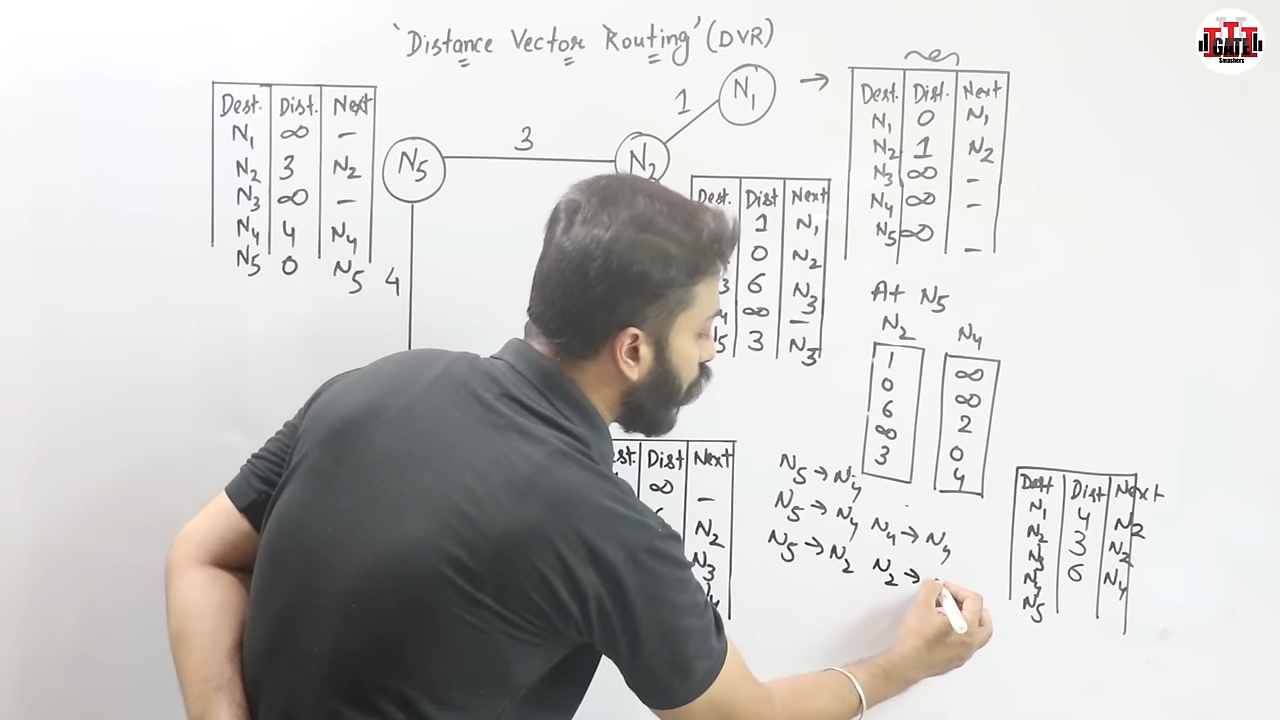 'Distance Vector Routing' (DVR)
Dest. Dist. Next
N1 ∞ -
N2 3 N2
N3 ∞ -
N4 4 N4
N5 0 N5
N5
3
N2
1
N1
→
4
Dest. Dist. Next
N1 0 N1
N2 1 N2
N3 ∞ -
N4 ∞ -
N5 ∞ -
Dest. Dist Next
1 N1
0 N2
3 6 N3
4 ∞ -
N5 3 N3
At N5
N2
1
0
6
∞
3
N4
∞
∞
2
0
4
Dist Next
∞ -
N2
N3
N5 → N4
N5 → N4 N4 → N4
N5 → N2 N2 →
Dest Dist Next
N1 4 N2
N2 3 N2
N3 6 N4
N4
N5
GATE
Smashers